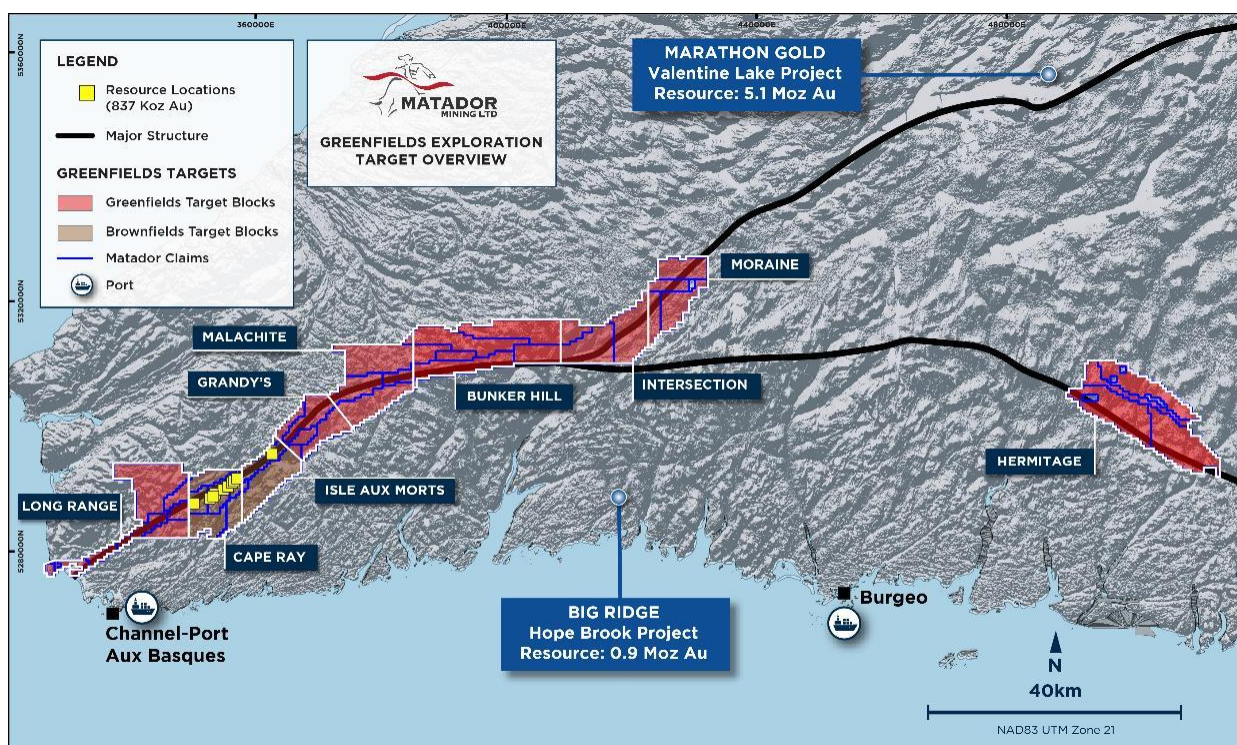 360000E
400000E
440000E
480000E
5360000N
5320000N
5280000N
LEGEND
Resource Locations
(837 Koz Au)
Major Structure
GREENFIELDS TARGETS
Greenfields Target Blocks
Brownfields Target Blocks
Matador Claims
Port
MATADOR
MINING LTD
GREENFIELDS EXPLORATION
TARGET OVERVIEW
MARATHON GOLD
Valentine Lake Project
Resource: 5.1 Moz Au
MORAINE
MALACHITE
GRANDY'S
BUNKER HILL
INTERSECTION
HERMITAGE
ISLE AUX MORTS
LONG RANGE
CAPE RAY
BIG RIDGE
Hope Brook Project
Resource: 0.9 Moz Au
Burgeo
Channel-Port
Aux Basques
N
40km
NAD83 UTM Zone 21